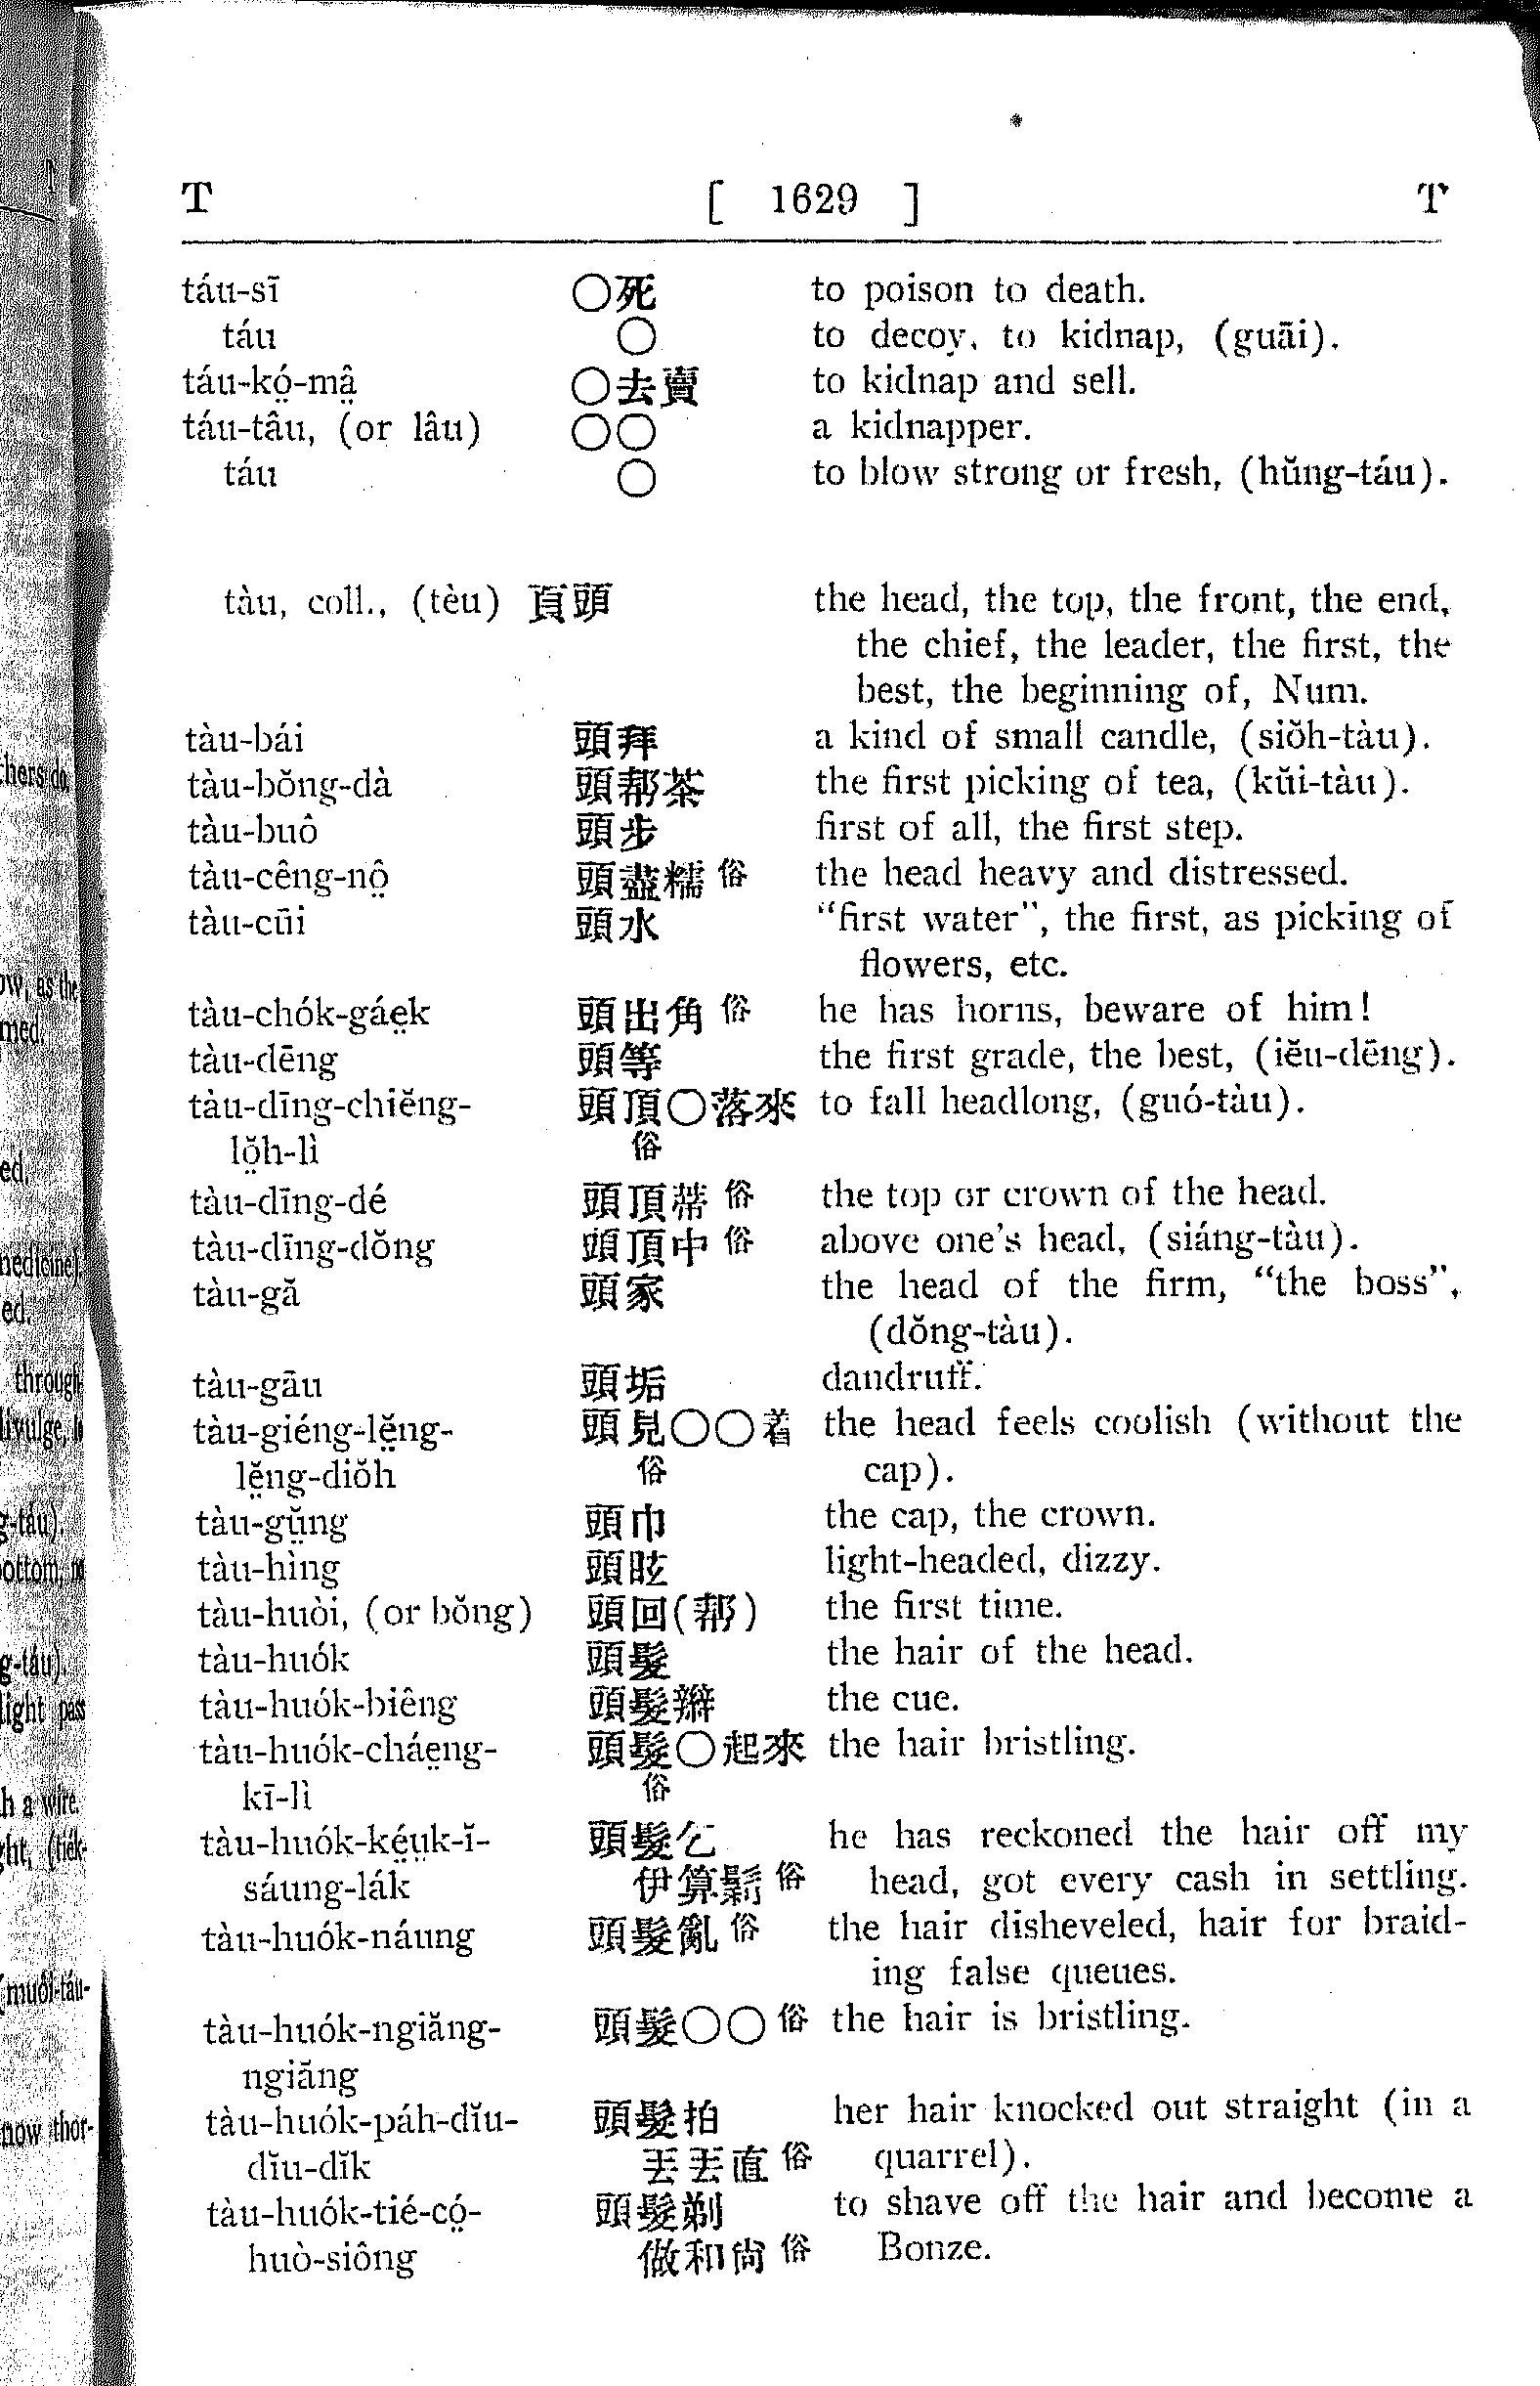 T [ 1629 ] T
táu-sī ○死 to poison to death.
táu ○ to decoy, to kidnap, (guāi).
táu-kó̤-mâ̤ ○去賣 to kidnap and sell.
táu-tâu, (or lâu) ○○ a kidnapper.
táu ○ to blow strong or fresh, (hŭng-táu).
tàu, coll., (tèu) 頁頭 the head, the top, the front, the end,
the chief, the leader, the first, the
best, the beginning of, Num.
tàu-bái 頭拜 a kind of small candle, (siŏh-tàu).
tàu-bŏng-dà 頭帮茶 the first picking of tea, (kŭi-tàu).
tàu-buô 頭步 first of all, the first step.
tàu-cêng-nô̤ 頭盡糯俗 the head heavy and distressed.
tàu-cūi 頭水 "first water", the first, as picking of
flowers, etc.
tàu-chók-gáe̤k 頭出角俗 he has horns, beware of him!
tàu-dēng 頭等 the first grade, the best, (iĕu-dēng).
tàu-dīng-chiĕng- 頭頂○落來 to fall headlong, (guó-tàu).
lŏ̤h-lì 俗
tàu-dīng-dé 頭頂蒂俗 the top or crown of the head.
tàu-dīng-dŏng 頭頂中俗 above one's head, (siáng-tàu).
tàu-gă 頭家 the head of the firm, "the boss",
(dŏng-tàu).
tàu-gāu 頭垢 dandruff.
tàu-giéng-lĕ̤ng- 頭見○○着 the head feels coolish (without the
lĕ̤ng-diŏh 俗 cap).
tàu-gṳ̆ng 頭巾 the cap, the crown.
tàu-hìng 頭眩 light-headed, dizzy.
tàu-huòi, (or bŏng) 頭回(帮) the first time.
tàu-huók 頭髮 the hair of the head.
tàu-huók-biêng 頭髮辮 the cue.
tàu-huók-cháe̤ng- 頭髮○起來 the hair bristling.
kī-lì 俗
tàu-huók-ké̤ṳk-ĭ- 頭髮乞 he has reckoned the hair off my
sáung-lák 伊算鬎俗 head, got every cash in settling.
tàu-huók-náung 頭髮亂俗 the hair disheveled, hair for braid-
ing false queues.
tàu-huók-ngiăng- 頭髮○○俗 the hair is bristling.
ngiăng
tàu-huók-páh-dĭu- 頭髮拍 her hair knocked out straight (in a
dĭu-dĭk 丟丟直俗 quarrel).
tàu-huók-tié-có̤- 頭髮剃 to shave off the hair and become a
huò-siông 做和尙俗 Bonze.